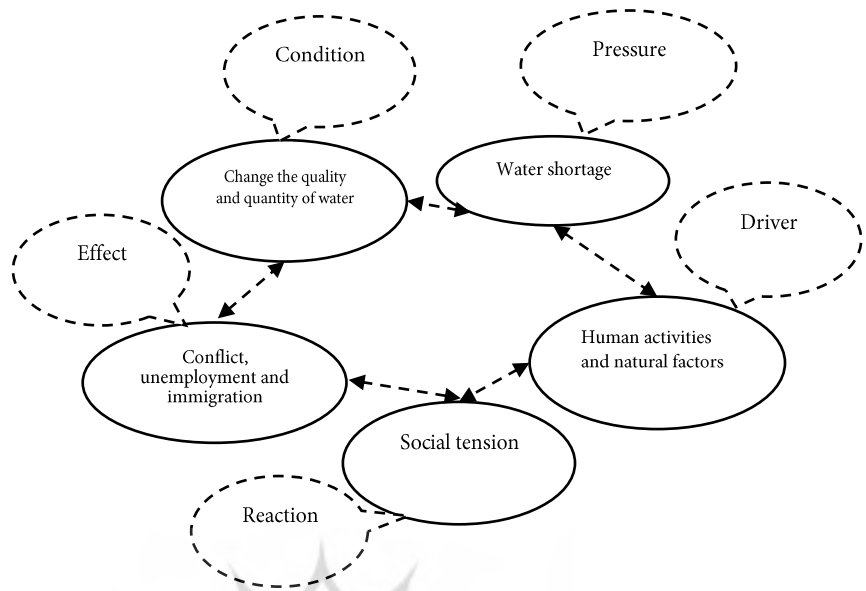 Condition
Pressure
Change the quality
and quantity of water
Water shortage
Effect
Driver
Conflict,
unemployment and
immigration
Human activities
and natural factors
Social tension
Reaction